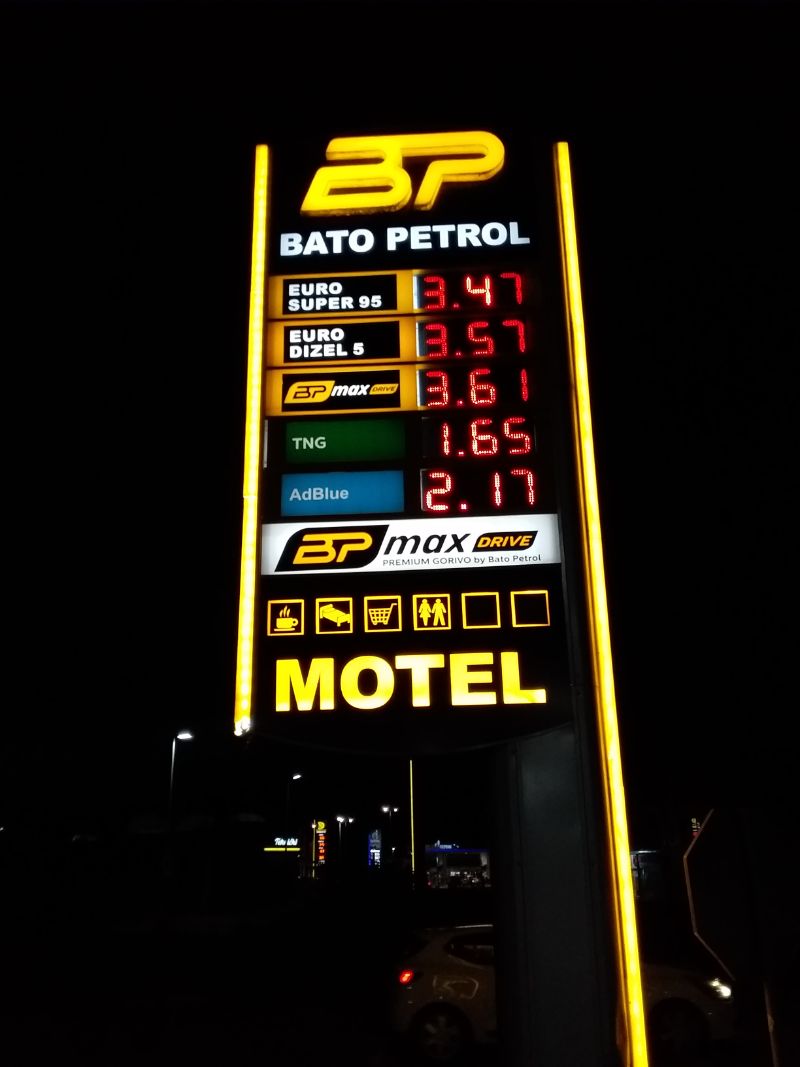 BP
BATO PETROL
EURO SUPER 95 3.47
EURO DIZEL 5 3.57
BP max DRIVE 3.61
TNG 1.65
AdBlue 2.17
BP max DRIVE
PREMIUM GORIVO by Bato Petrol
MOTEL